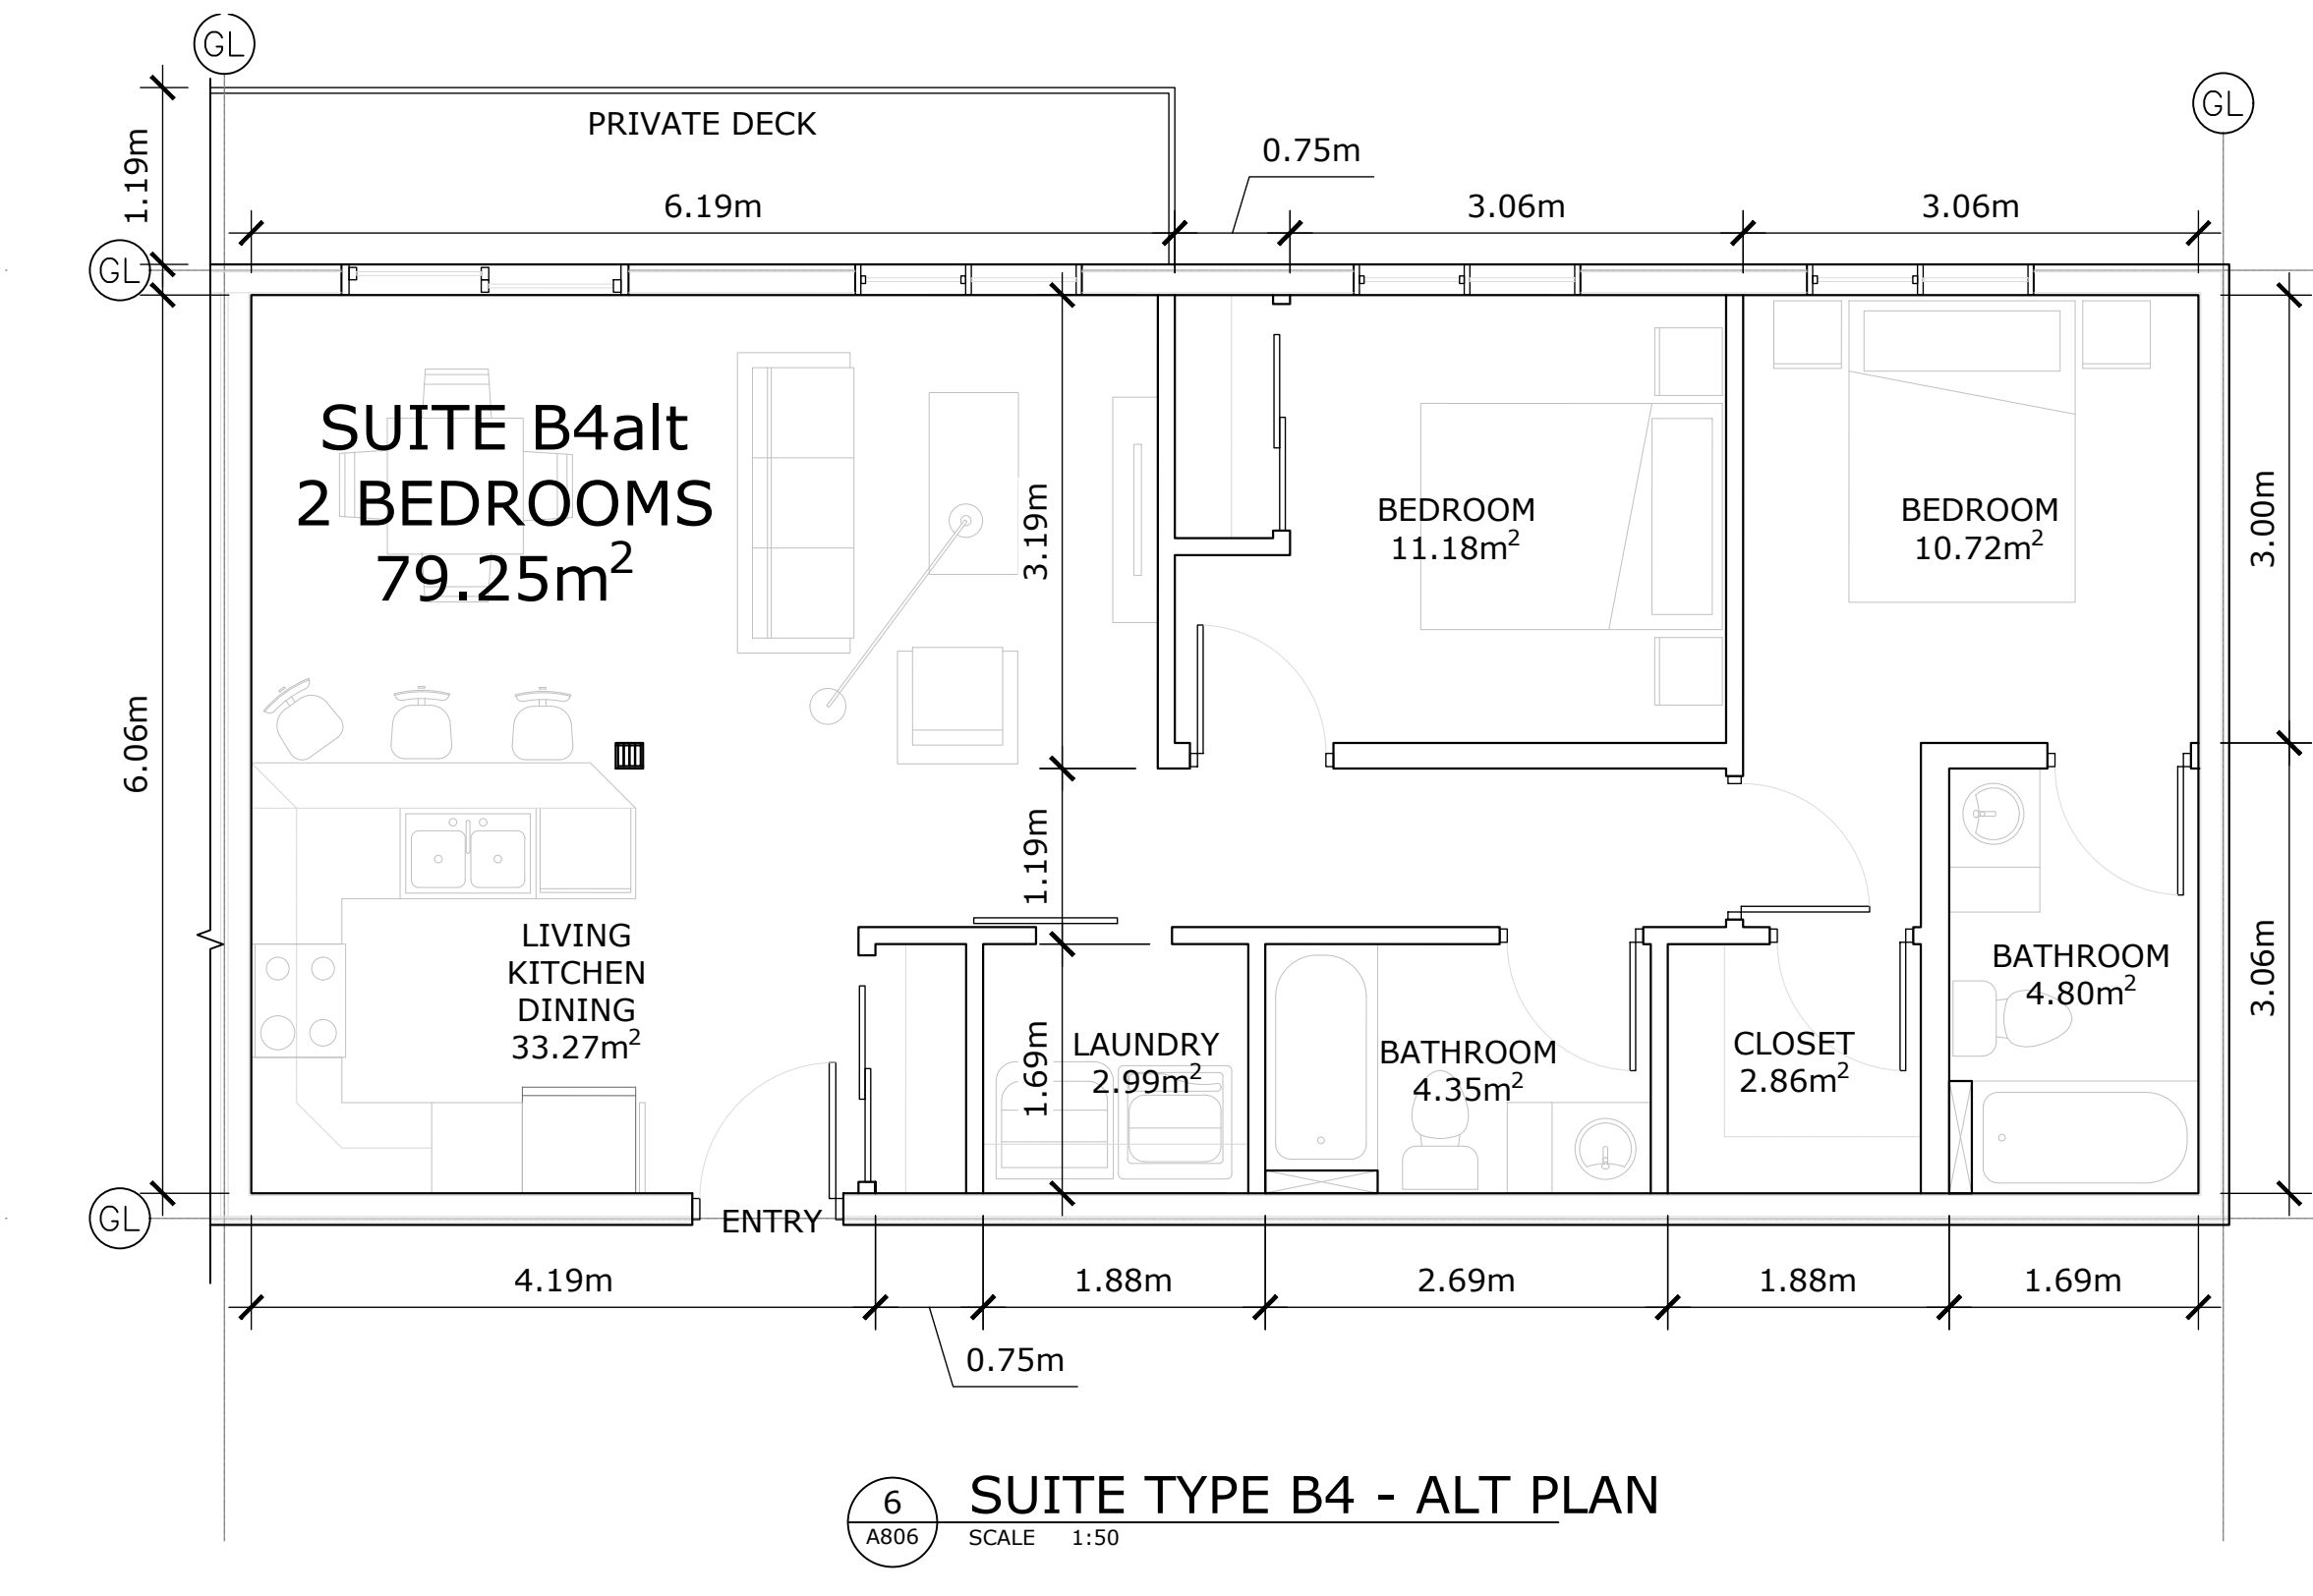 GL
GL
PRIVATE DECK
1.19m
0.75m
6.19m
3.06m
3.06m
GL
SUITE B4alt
2 BEDROOMS
79.25m²
3.19m
BEDROOM
11.18m²
BEDROOM
10.72m²
3.00m
6.06m
1.19m
LIVING
KITCHEN
DINING
33.27m²
1.69m
LAUNDRY
2.99m²
BATHROOM
4.35m²
CLOSET
2.86m²
BATHROOM
4.80m²
3.06m
GL
ENTRY
4.19m
1.88m
2.69m
1.88m
1.69m
0.75m
6
A806
SUITE TYPE B4 - ALT PLAN
SCALE 1:50